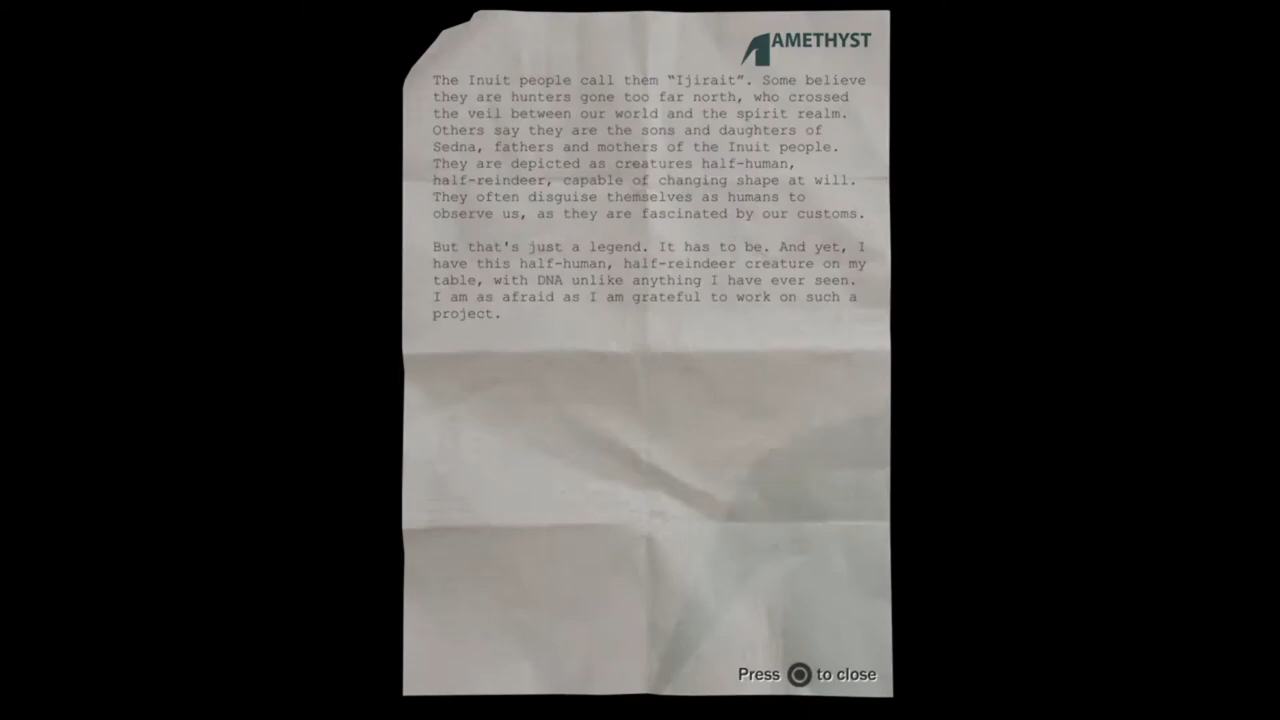 AMETHYST
The Inuit people call them “Ijirait”. Some believe
they are hunters gone too far north, who crossed
the veil between our world and the spirit realm.
Others say they are the sons and daughters of
Sedna, fathers and mothers of the Inuit people.
They are depicted as creatures half-human,
half-reindeer, capable of changing shape at will.
They often disguise themselves as humans to
observe us, as they are fascinated by our customs.
But that's just a legend. It has to be. And yet, I
have this half-human, half-reindeer creature on my
table, with DNA unlike anything I have ever seen.
I am as afraid as I am grateful to work on such a
project.
Press to close